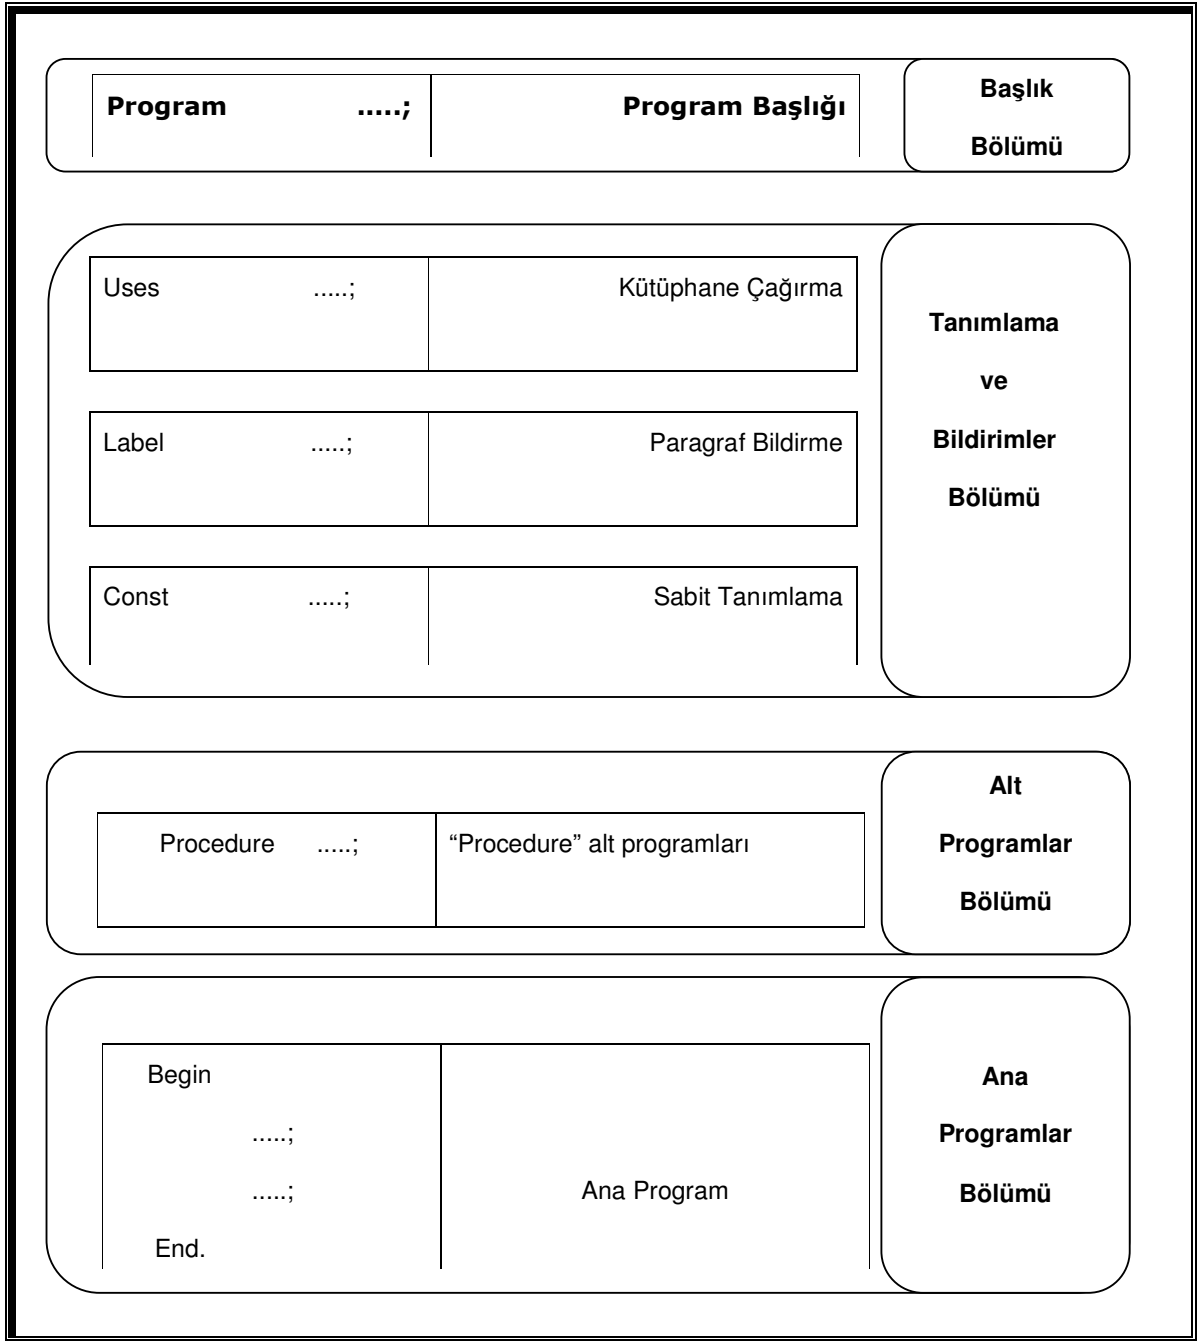 Program .....; Program Başlığı
Başlık
Bölümü
Uses .....; Kütüphane Çağırma
Label .....; Paragraf Bildirme
Const .....; Sabit Tanımlama
Tanımlama
ve
Bildirimler
Bölümü
Procedure .....; “Procedure” alt programları
Alt
Programlar
Bölümü
Begin
.....;
.....; Ana Program
End.
Ana
Programlar
Bölümü